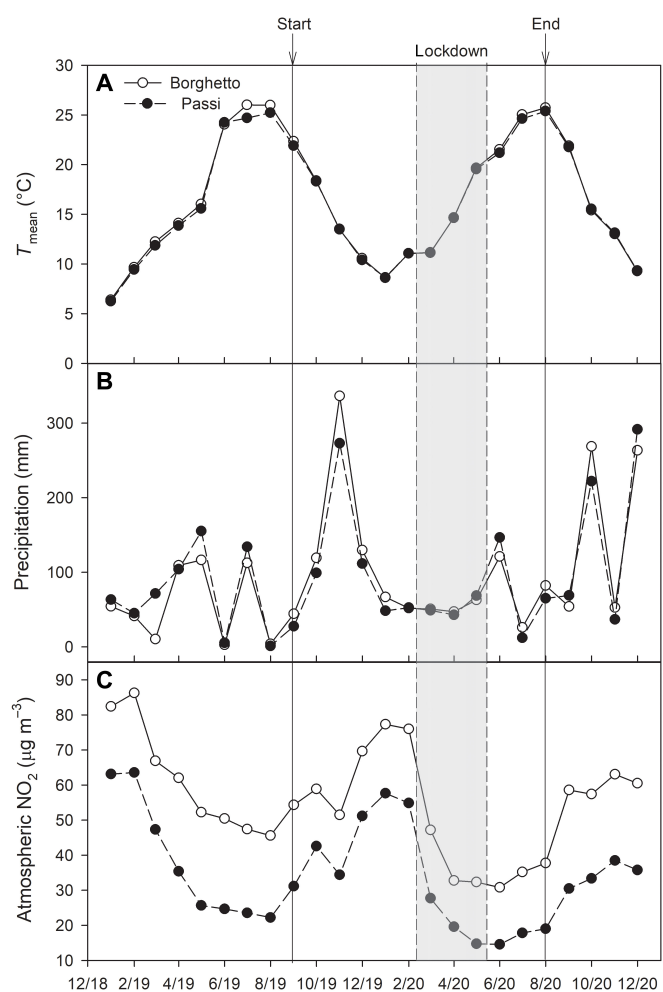 Start End
Lockdown
30
A
Borghetto
25
Passi
20
15
10
5
0
Tmean (°C)
B
300
200
100
0
Precipitation (mm)
C
90
80
70
60
50
40
30
20
10
Atmospheric NO2 (µg m−3)
12/18 2/19 4/19 6/19 8/19 10/19 12/19 2/20 4/20 6/20 8/20 10/20 12/20